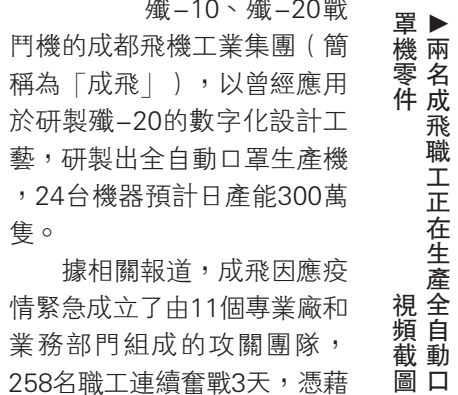 殲–10、殲–20戰
鬥機的成都飛機工業集團（簡
稱為「成飛」），以曾經應用
於研製殲–20的數字化設計工
藝，研製出全自動口罩生產機
，24台機器預計日產能300萬
隻。
據相關報道，成飛因應疫
情緊急成立了由11個專業廠和
業務部門組成的攻關團隊，
258名職工連續奮戰3天，憑藉
▶兩名成飛職工正在生產全自動口
罩機零件　視頻截圖